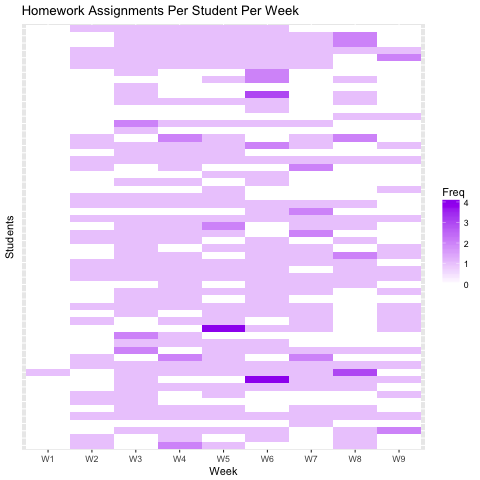 Homework Assignments Per Student Per Week
Students
Freq
4
3
2
1
0
W1 W2 W3 W4 W5 W6 W7 W8 W9
Week